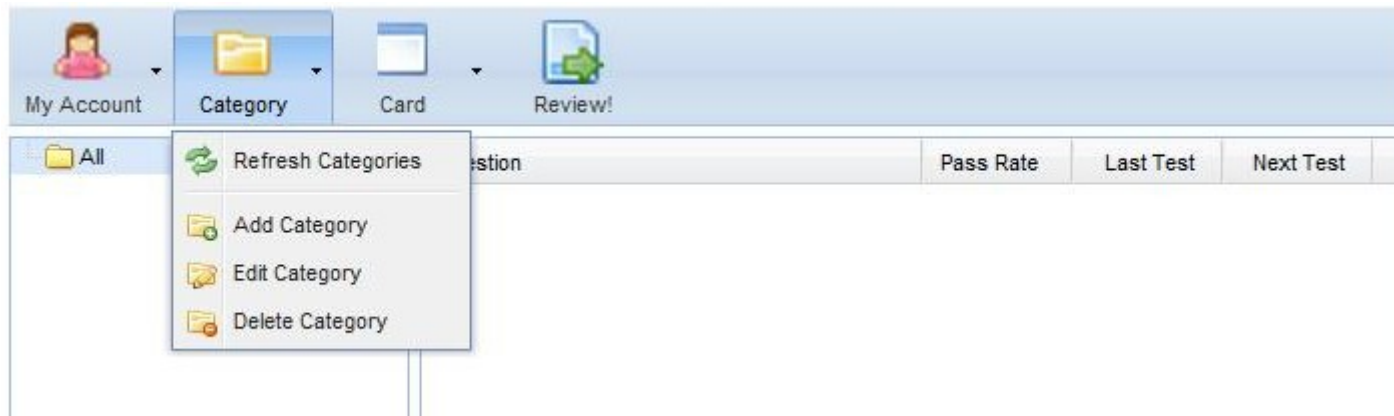 My Account
Category
Card
Review!
All
Refresh Categories
estion
Pass Rate
Last Test
Next Test
Add Category
Edit Category
Delete Category